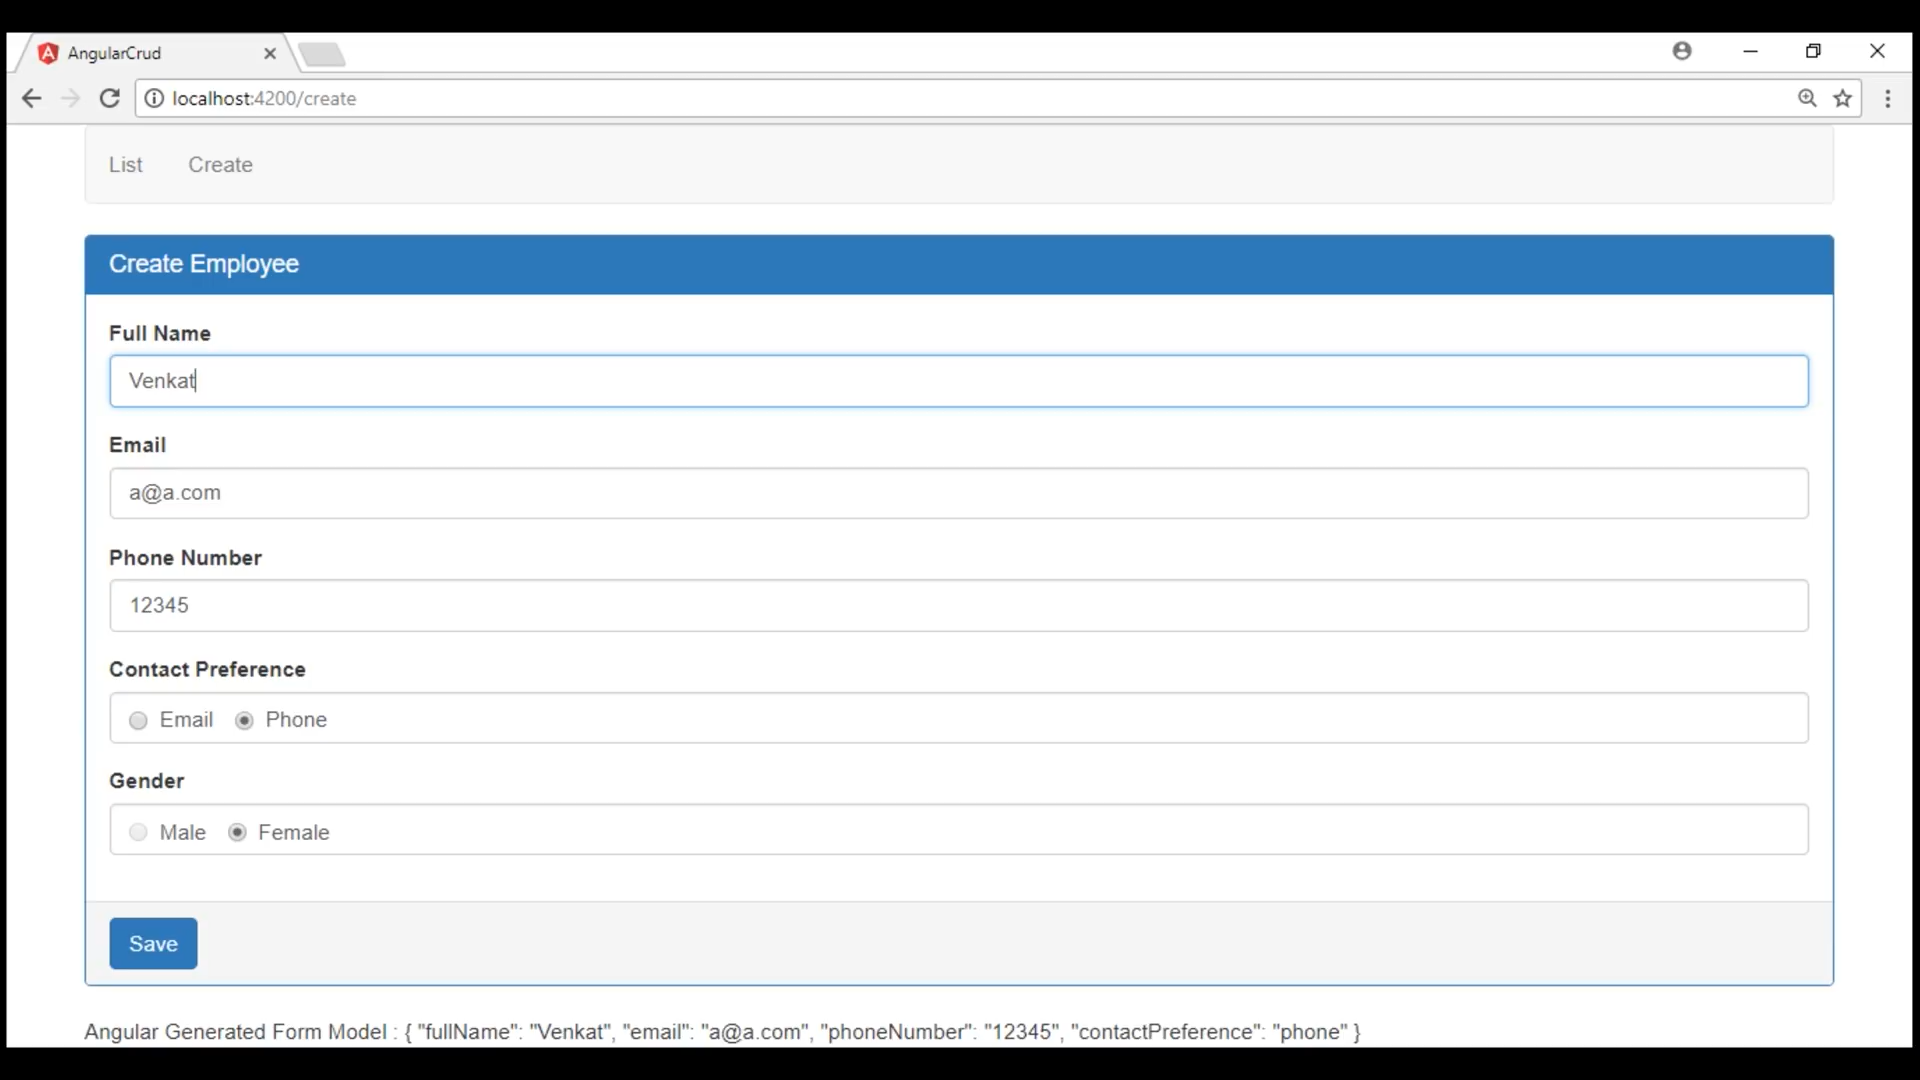 AngularCrud
localhost:4200/create
List Create
Create Employee
Full Name
Venkat
Email
a@a.com
Phone Number
12345
Contact Preference
Email Phone
Gender
Male Female
Save
Angular Generated Form Model : { "fullName": "Venkat", "email": "a@a.com", "phoneNumber": "12345", "contactPreference": "phone" }